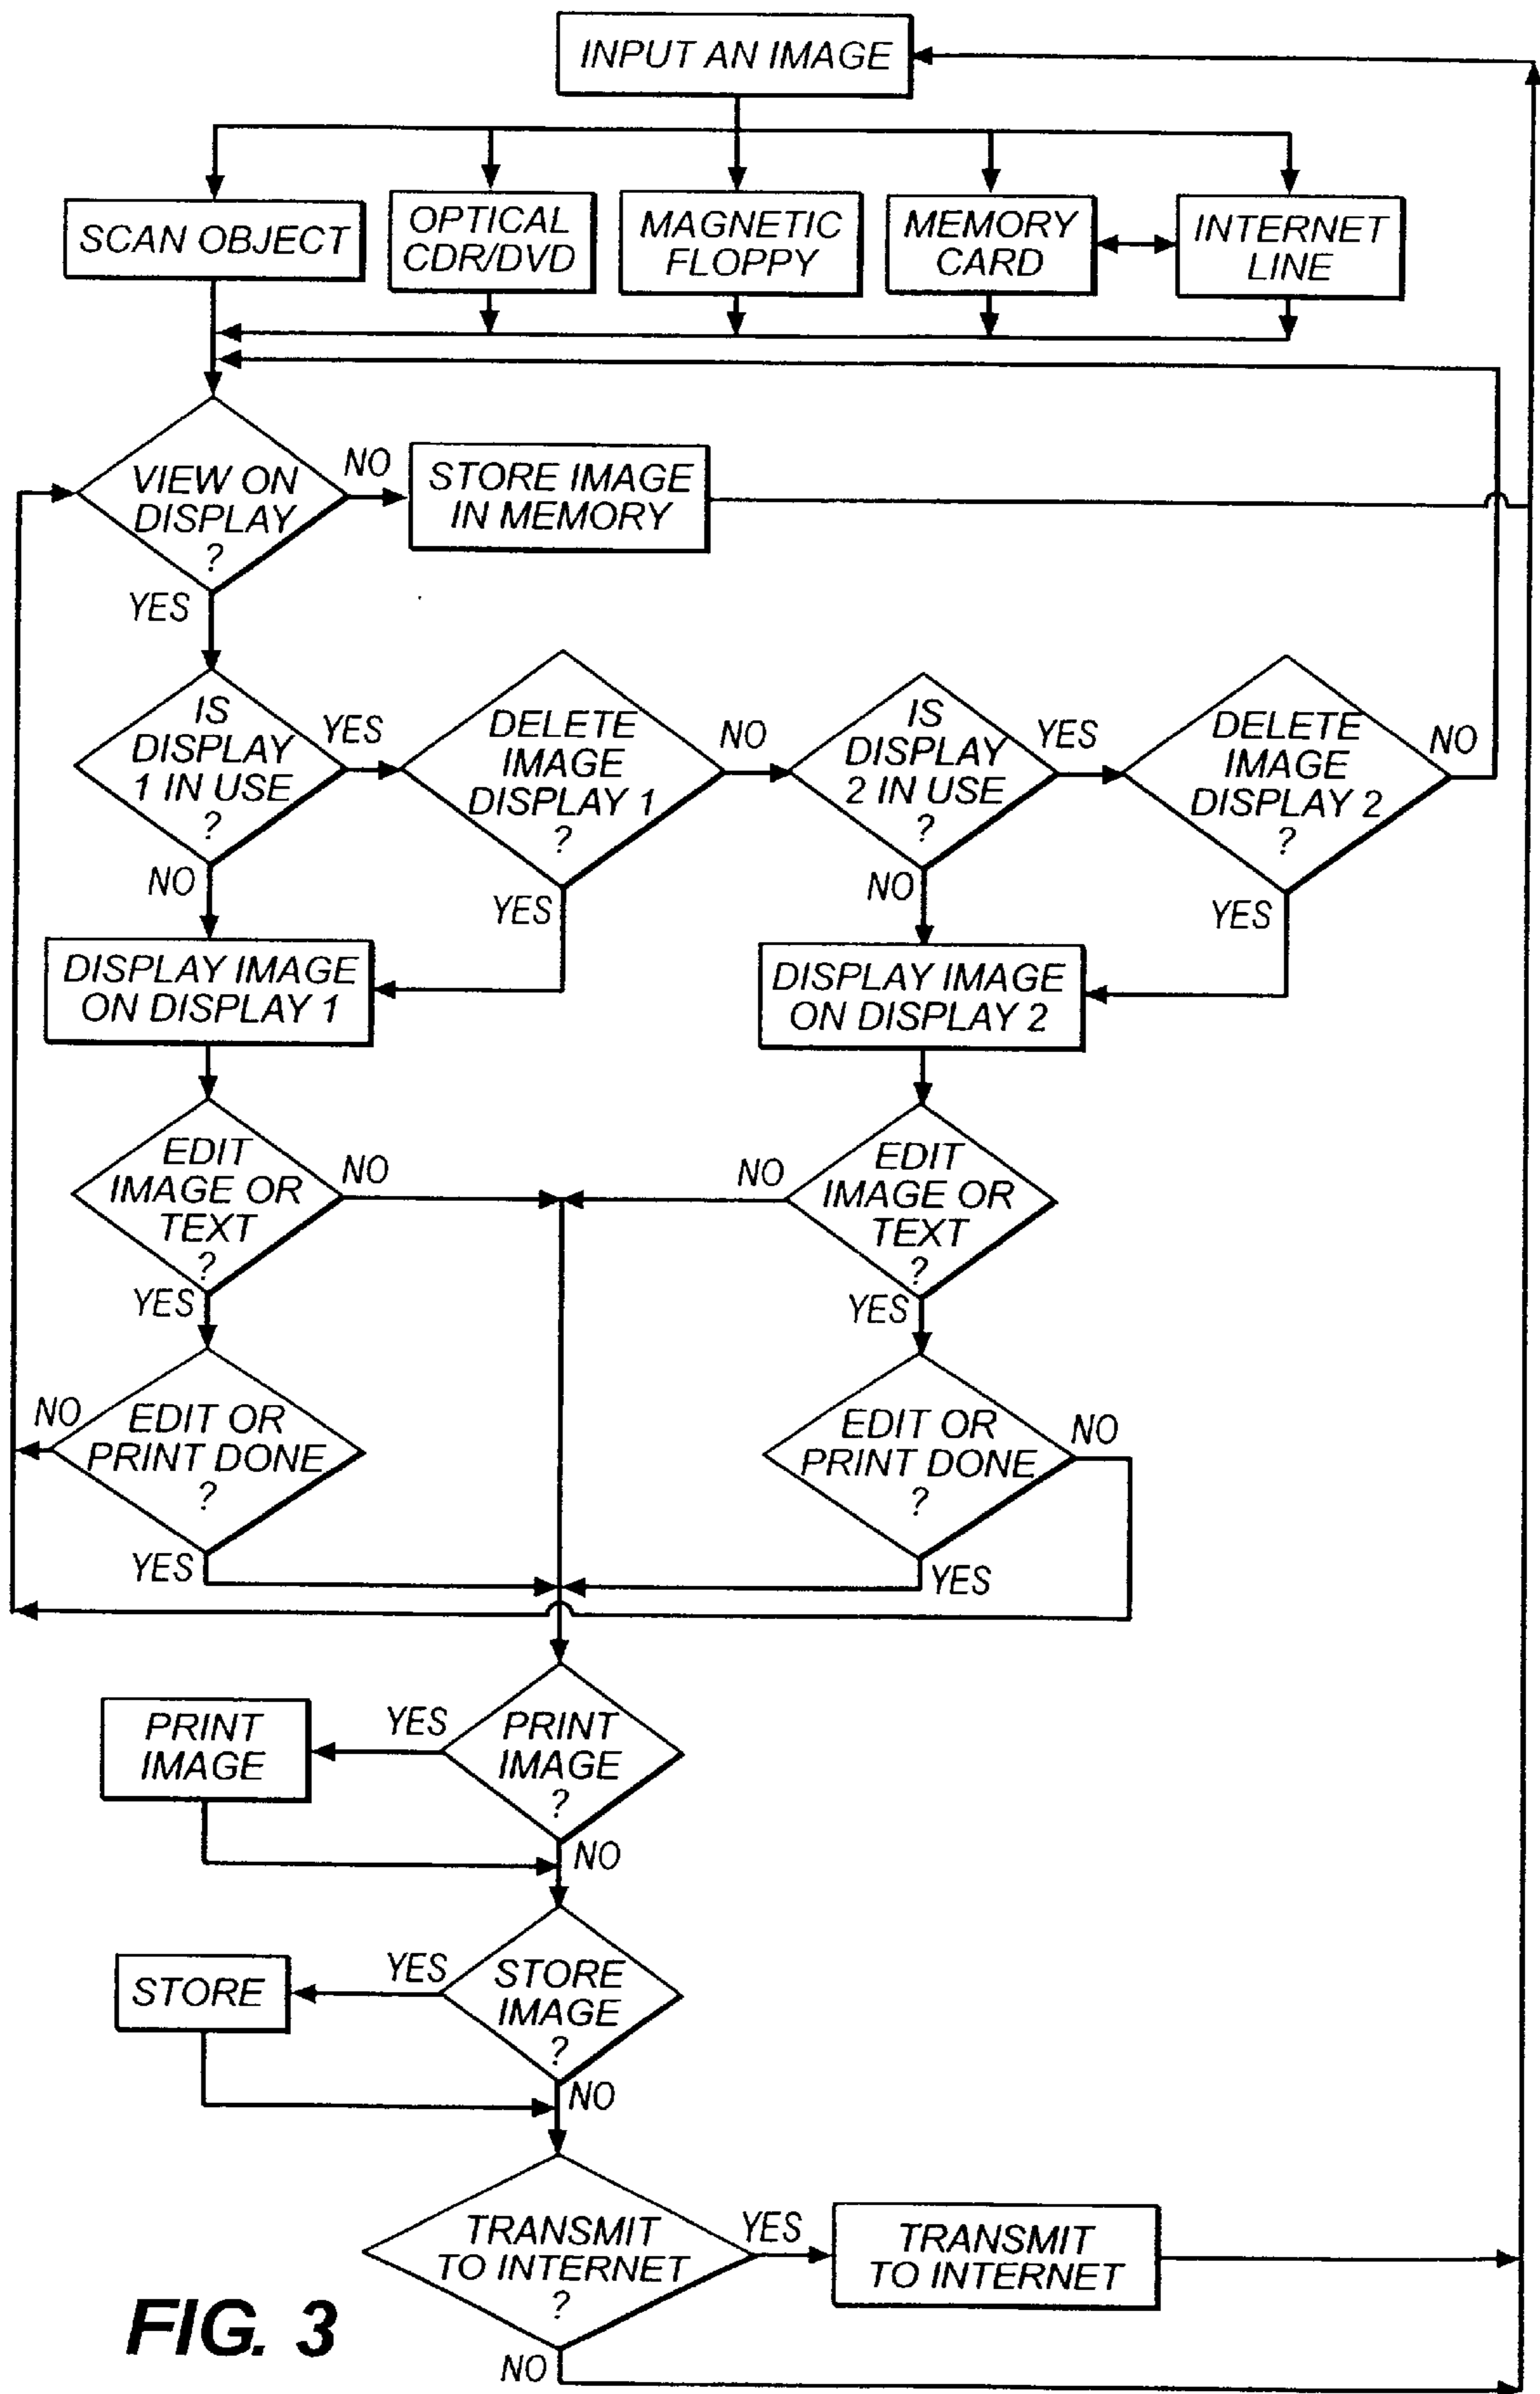 INPUT AN IMAGE
SCAN OBJECT
OPTICAL
CDR/DVD
MAGNETIC
FLOPPY
MEMORY
CARD
INTERNET
LINE
VIEW ON
DISPLAY
?
NO
STORE IMAGE
IN MEMORY
YES
IS
DISPLAY
1 IN USE
?
YES
DELETE
IMAGE
DISPLAY 1
?
NO
IS
DISPLAY
2 IN USE
?
YES
DELETE
IMAGE
DISPLAY 2
?
NO
NO
YES
NO
YES
DISPLAY IMAGE
ON DISPLAY 1
DISPLAY IMAGE
ON DISPLAY 2
EDIT
IMAGE OR
TEXT
?
NO
NO
EDIT
IMAGE OR
TEXT
?
YES
YES
NO
EDIT OR
PRINT DONE
?
EDIT OR
PRINT DONE
?
NO
YES
YES
PRINT
IMAGE
YES
PRINT
IMAGE
?
NO
STORE
YES
STORE
IMAGE
?
NO
TRANSMIT
TO INTERNET
?
YES
TRANSMIT
TO INTERNET
NO
FIG. 3